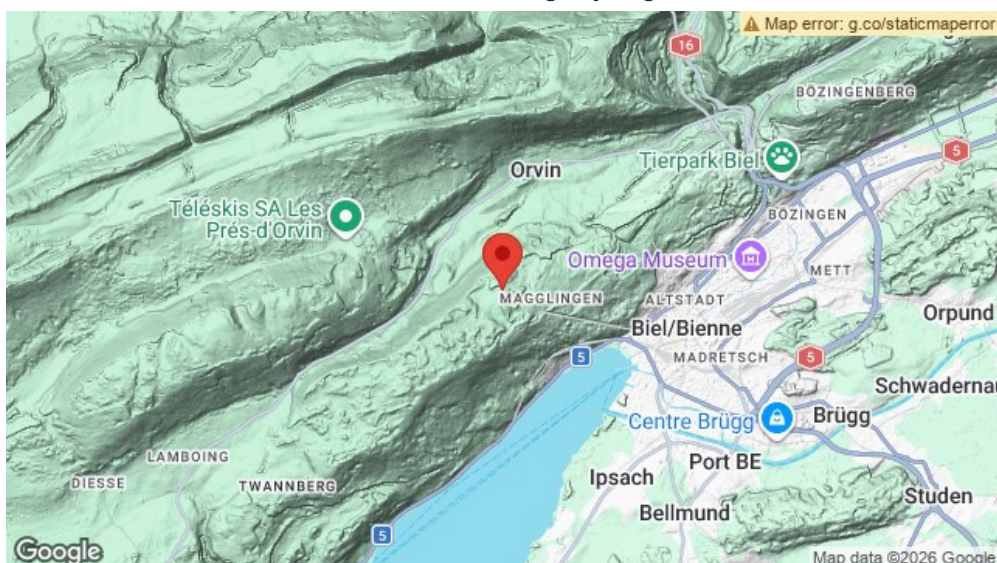 Map error: g.co/staticmaperror
16
BÖZINGENBERG
5
Orvin
Tierpark Biel
Téléskis SA Les
Prés-d'Orvin
BÖZINGEN
Omega Museum
METT
MAGGLINGEN
ALTSTADT
Orpund
Biel/Bienne
5
MADRETSCH
5
Schwadernau
Centre Brügg
Brügg
LAMBOING
Port BE
DIESSE
TWANNBERG
Ipsach
Studen
Bellmund
5
Google
Map data ©2026 Google